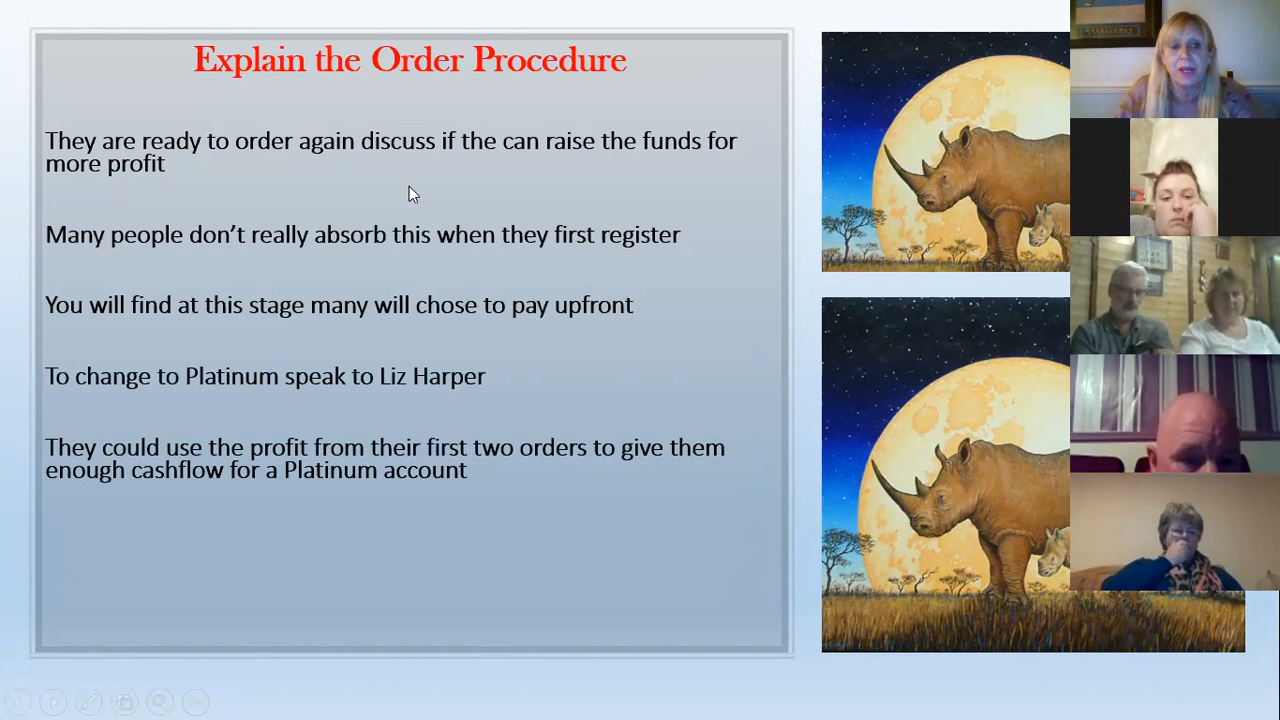 Explain the Order Procedure
They are ready to order again discuss if the can raise the funds for
more profit
Many people don’t really absorb this when they first register
You will find at this stage many will chose to pay upfront
To change to Platinum speak to Liz Harper
They could use the profit from their first two orders to give them
enough cashflow for a Platinum account